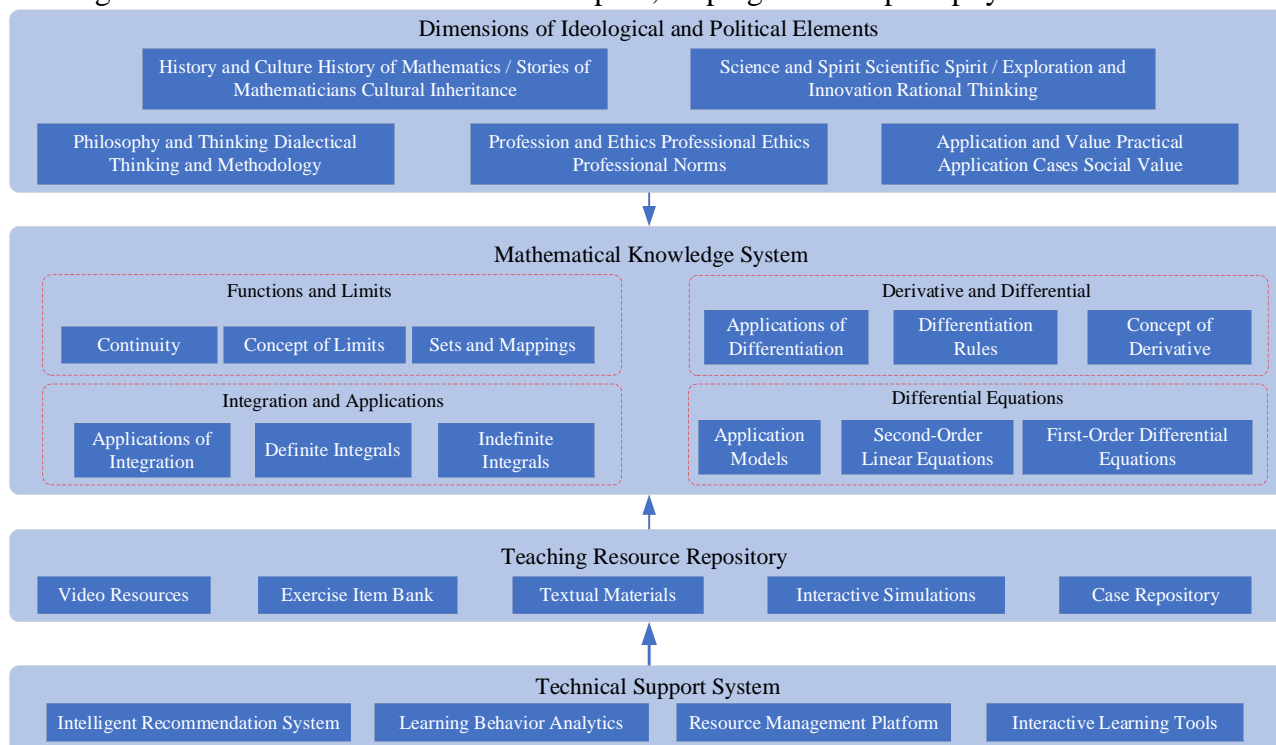 Dimensions of Ideological and Political Elements
History and Culture History of Mathematics / Stories of
Mathematicians Cultural Inheritance
Science and Spirit Scientific Spirit / Exploration and
Innovation Rational Thinking
Philosophy and Thinking Dialectical
Thinking and Methodology
Profession and Ethics Professional Ethics
Professional Norms
Application and Value Practical
Application Cases Social Value
Mathematical Knowledge System
Functions and Limits
Continuity
Concept of Limits
Sets and Mappings
Derivative and Differential
Applications of
Differentiation
Differentiation
Rules
Concept of
Derivative
Integration and Applications
Applications of
Integration
Definite Integrals
Indefinite
Integrals
Differential Equations
Application
Models
Second-Order
Linear Equations
First-Order Differential
Equations
Teaching Resource Repository
Video Resources
Exercise Item Bank
Textual Materials
Interactive Simulations
Case Repository
Technical Support System
Intelligent Recommendation System
Learning Behavior Analytics
Resource Management Platform
Interactive Learning Tools